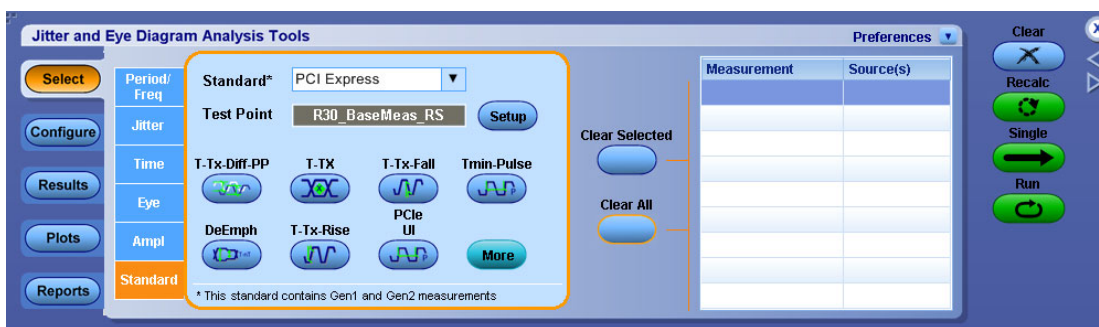 Jitter and Eye Diagram Analysis Tools
Preferences
Clear
Select
Configure
Results
Plots
Reports
Period/
Freq
Jitter
Time
Eye
Ampl
Standard
Standard*
PCI Express
Test Point
R30_BaseMeas_RS
Setup
T-Tx-Diff-PP
T-TX
T-Tx-Fall
Tmin-Pulse
DeEmph
T-Tx-Rise
PCIe
UI
More
* This standard contains Gen1 and Gen2 measurements
Clear Selected
Clear All
Measurement
Source(s)
Recalc
Single
Run